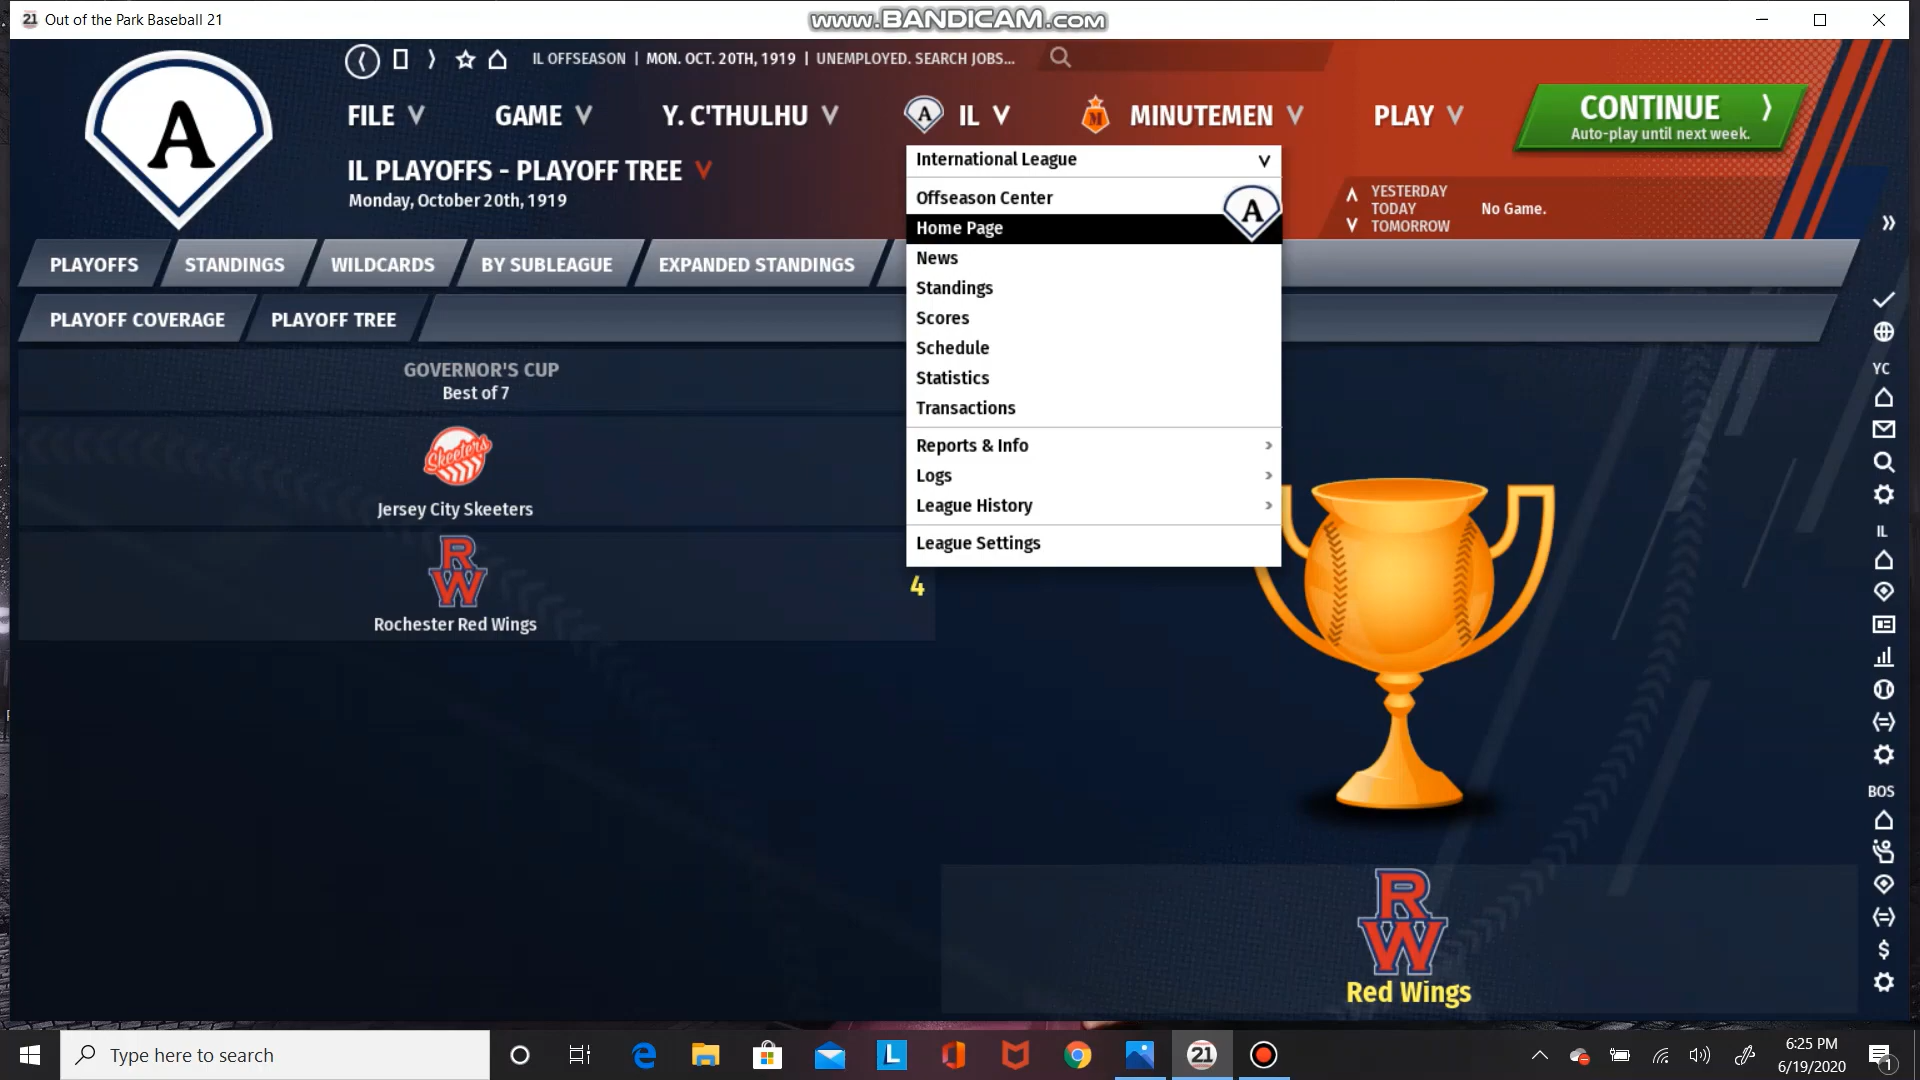 21 Out of the Park Baseball 21
www.BANDICAM.com
IL OFFSEASON | MON. OCT. 20TH, 1919 | UNEMPLOYED. SEARCH JOBS...
A
FILE
GAME
Y. C'THULHU
A IL
M MINUTEMEN
PLAY
CONTINUE
Auto-play until next week.
IL PLAYOFFS - PLAYOFF TREE
Monday, October 20th, 1919
YESTERDAY
TODAY
TOMORROW
No Game.
International League
Offseason Center
A
Home Page
News
Standings
Scores
Schedule
Statistics
Transactions
Reports & Info
Logs
League History
League Settings
PLAYOFFS
STANDINGS
WILDCARDS
BY SUBLEAGUE
EXPANDED STANDINGS
PLAYOFF COVERAGE
PLAYOFF TREE
GOVERNOR'S CUP
Best of 7
Skeeters
Jersey City Skeeters
RW
Rochester Red Wings
4
RW
Red Wings
YC
IL
BOS
$
Type here to search
L
21
6:25 PM
6/19/2020
1